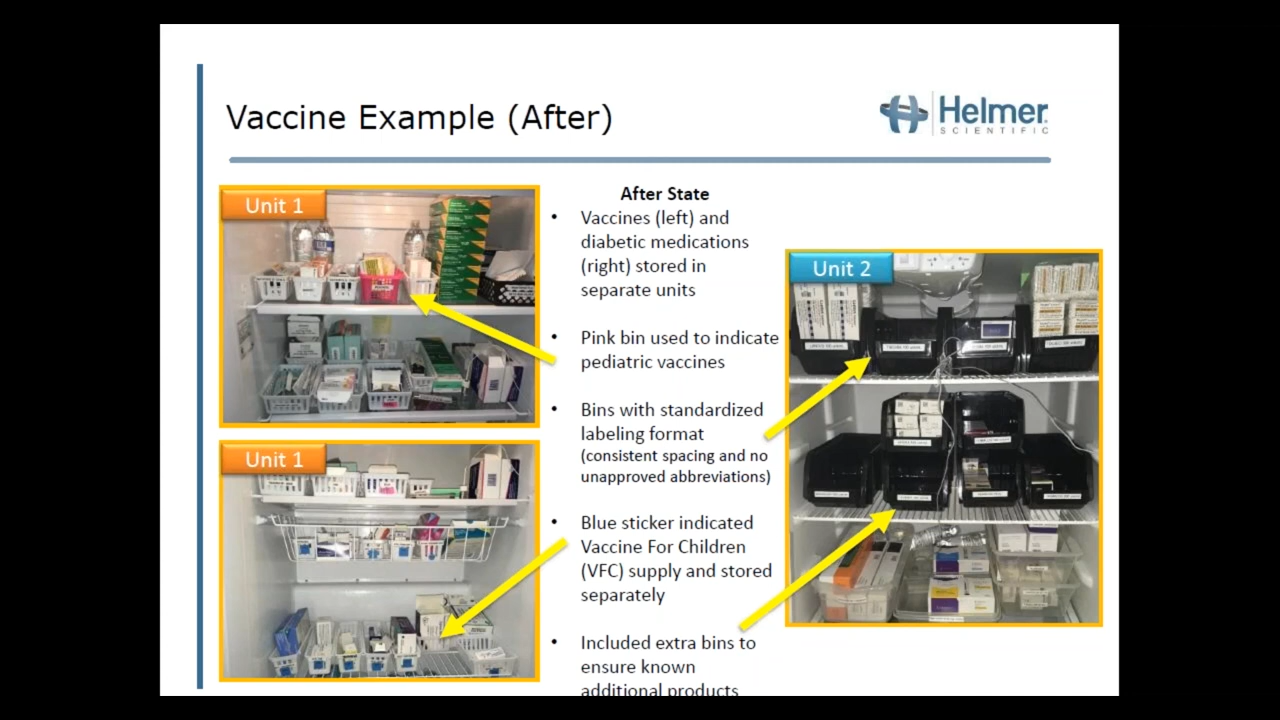 Vaccine Example (After)
Helmer
SCIENTIFIC
Unit 1
Unit 1
After State
• Vaccines (left) and
diabetic medications
(right) stored in
separate units
• Pink bin used to indicate
pediatric vaccines
• Bins with standardized
labeling format
(consistent spacing and no
unapproved abbreviations)
• Blue sticker indicated
Vaccine For Children
(VFC) supply and stored
separately
• Included extra bins to
ensure known
additional products
Unit 2